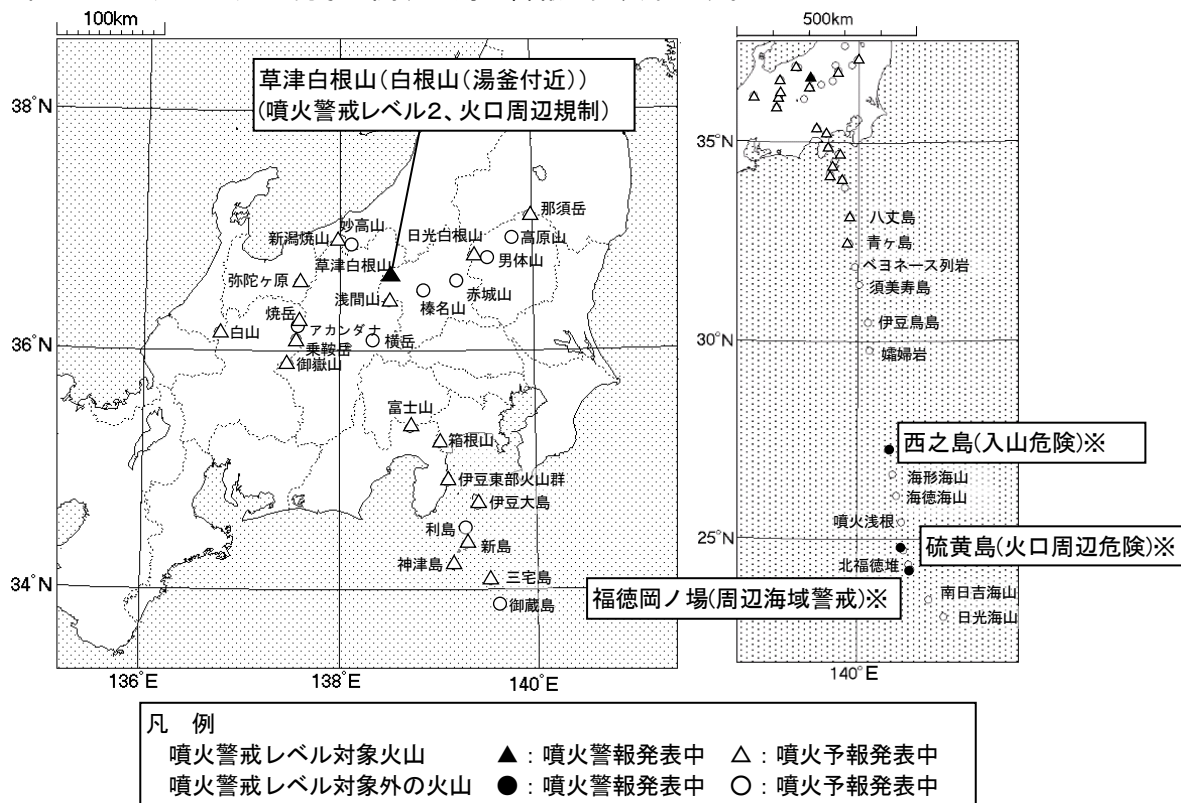 100km
500km
草津白根山(白根山(湯釜付近))
(噴火警戒レベル2、火口周辺規制)
38°N
36°N
34°N
136°E
138°E
140°E
那須岳
妙高山
新潟焼山
日光白根山
高原山
男体山
草津白根山
弥陀ヶ原
浅間山
赤城山
榛名山
焼岳
アカンダナ
白山
乗鞍岳
横岳
御嶽山
富士山
箱根山
伊豆東部火山群
伊豆大島
利島
新島
神津島
三宅島
御蔵島
35°N
30°N
25°N
140°E
八丈島
青ヶ島
ベヨネース列岩
須美寿島
伊豆鳥島
孀婦岩
西之島(入山危険)※
海形海山
海徳海山
噴火浅根
硫黄島(火口周辺危険)※
北福徳堆
福徳岡ノ場(周辺海域警戒)※
南日吉海山
日光海山
凡 例
噴火警戒レベル対象火山 ▲:噴火警報発表中 △:噴火予報発表中
噴火警戒レベル対象外の火山 ●:噴火警報発表中 ○:噴火予報発表中